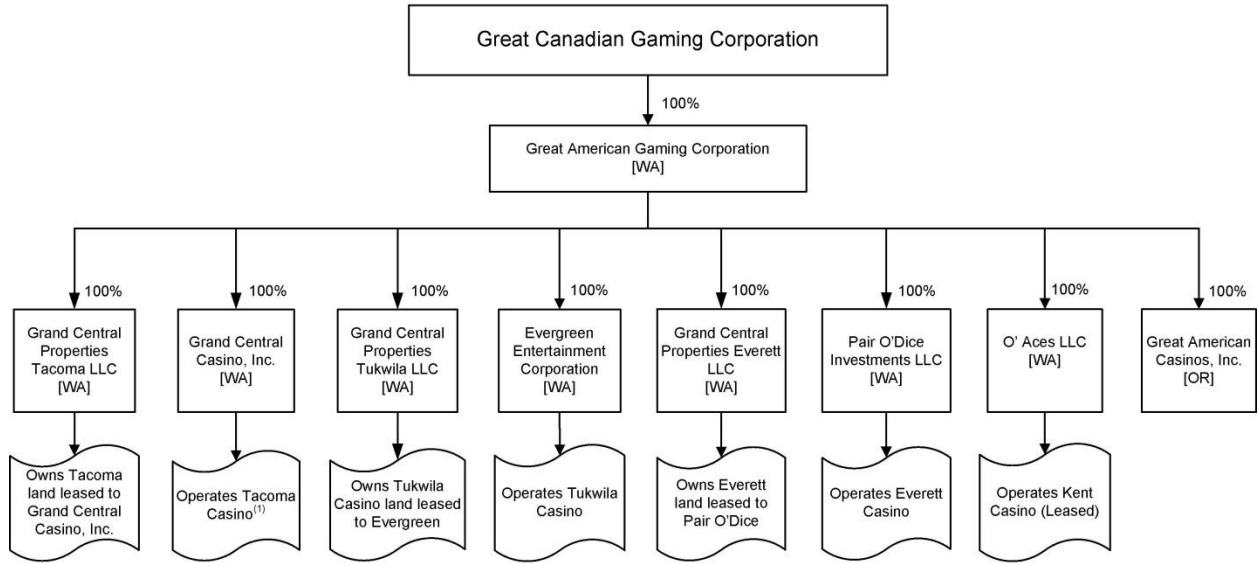 Great Canadian Gaming Corporation
100%
Great American Gaming Corporation
[WA]
100%
100%
100%
100%
100%
100%
100%
100%
Grand Central
Properties
Tacoma LLC
[WA]
Grand Central
Casino, Inc.
[WA]
Grand Central
Properties
Tukwila LLC
[WA]
Evergreen
Entertainment
Corporation
[WA]
Grand Central
Properties Everett
LLC
[WA]
Pair O'Dice
Investments LLC
[WA]
O' Aces LLC
[WA]
Great American
Casinos, Inc.
[OR]
Owns Tacoma
land leased to
Grand Central
Casino, Inc.
Operates Tacoma
Casino(1)
Owns Tukwila
Casino land leased
to Evergreen
Operates Tukwila
Casino
Owns Everett
land leased to
Pair O'Dice
Operates Everett
Casino
Operates Kent
Casino (Leased)